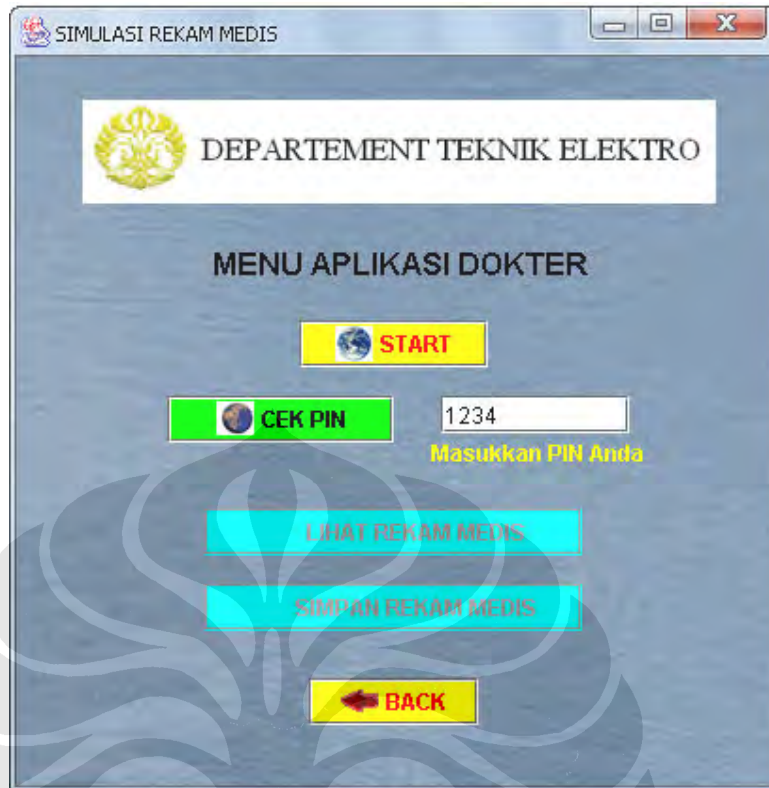 SIMULASI REKAM MEDIS
DEPARTEMENT TEKNIK ELEKTRO
MENU APLIKASI DOKTER
START
CEK PIN
1234
Masukkan PIN Anda
LIHAT REKAM MEDIS
SIMPAN REKAM MEDIS
BACK